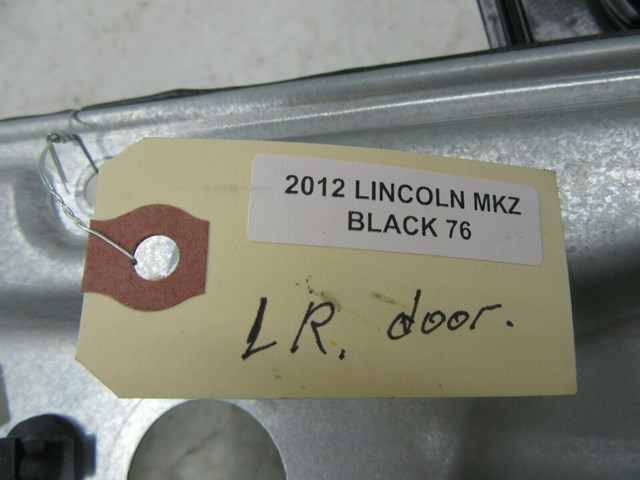 2012 LINCOLN MKZ
BLACK 76
LR. door.